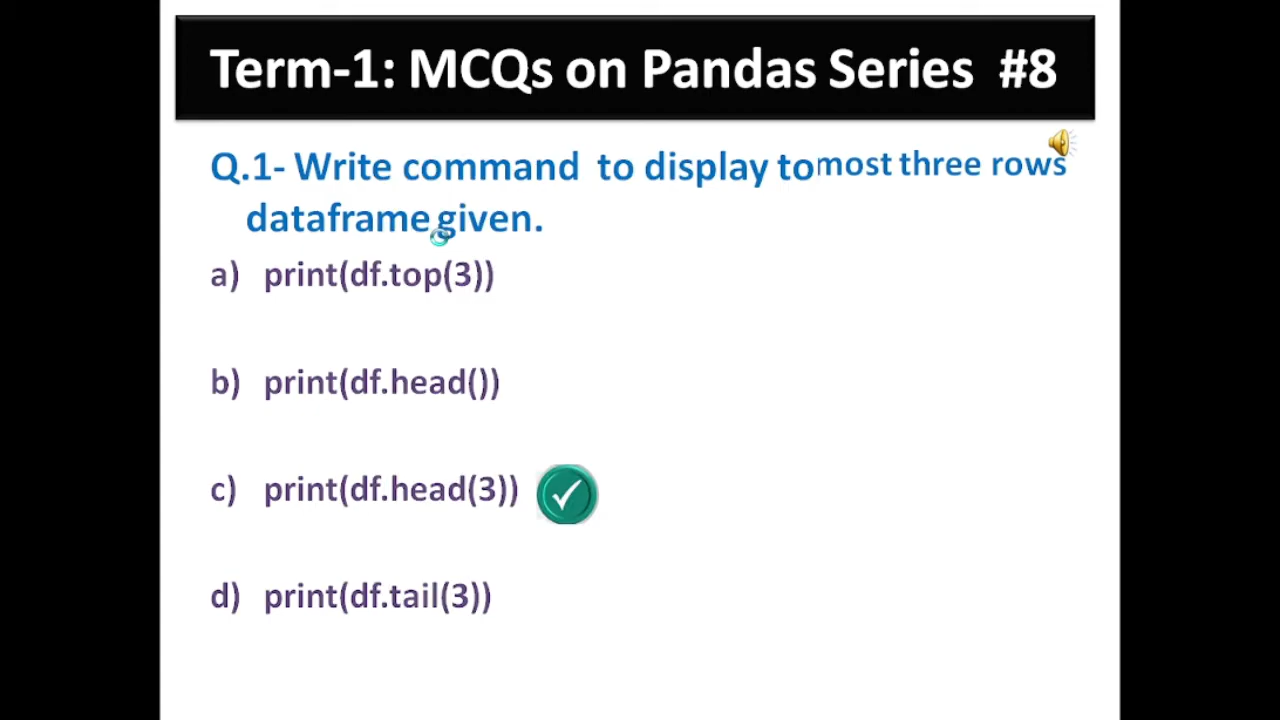 Term-1: MCQs on Pandas Series #8
Q.1- Write command to display tomost three rows
dataframe given.
a) print(df.top(3))
b) print(df.head())
c) print(df.head(3))
d) print(df.tail(3))